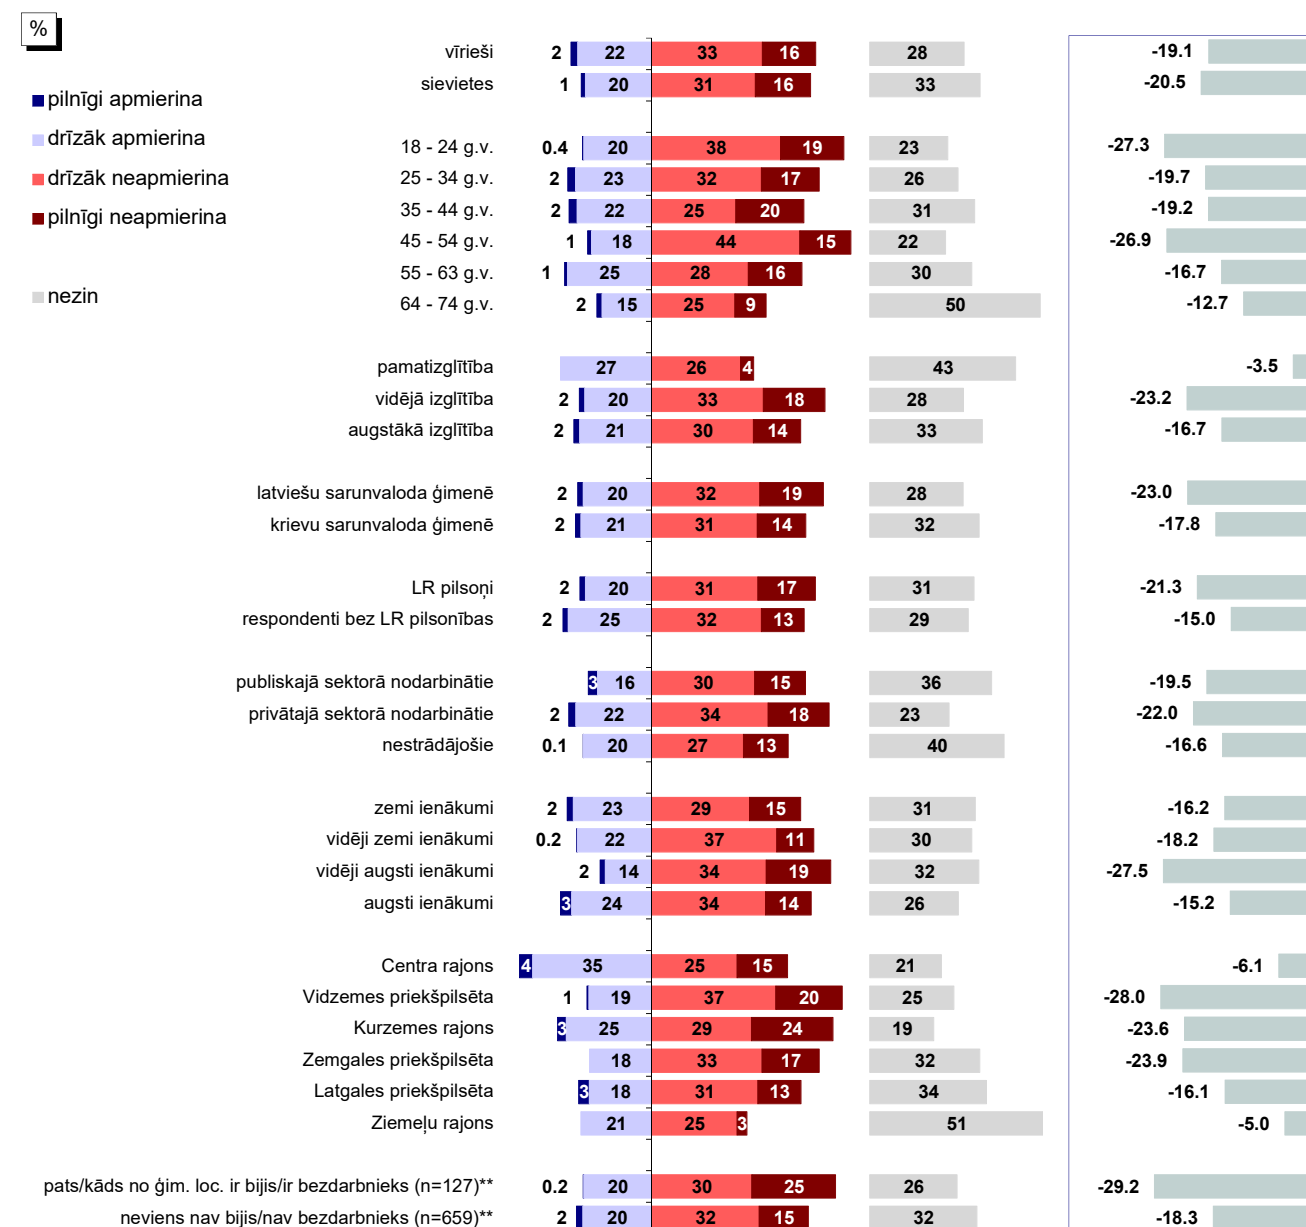 %
pilnīgi apmierina
drīzāk apmierina
drīzāk neapmierina
pilnīgi neapmierina
nezin
vīrieši 2 22 33 16 28 -19.1
sievietes 1 20 31 16 33 -20.5
18 - 24 g.v. 0.4 20 38 19 23 -27.3
25 - 34 g.v. 2 23 32 17 26 -19.7
35 - 44 g.v. 2 22 25 20 31 -19.2
45 - 54 g.v. 1 18 44 15 22 -26.9
55 - 63 g.v. 1 25 28 16 30 -16.7
64 - 74 g.v. 2 15 25 9 50 -12.7
pamatizglītība 27 26 4 43 -3.5
vidējā izglītība 2 20 33 18 28 -23.2
augstākā izglītība 2 21 30 14 33 -16.7
latviešu sarunvaloda ģimenē 2 20 32 19 28 -23.0
krievu sarunvaloda ģimenē 2 21 31 14 32 -17.8
LR pilsoņi 2 20 31 17 31 -21.3
respondenti bez LR pilsonības 2 25 32 13 29 -15.0
publiskajā sektorā nodarbinātie 3 16 30 15 36 -19.5
privātajā sektorā nodarbinātie 2 22 34 18 23 -22.0
nestrādājošie 0.1 20 27 13 40 -16.6
zemi ienākumi 2 23 29 15 31 -16.2
vidēji zemi ienākumi 0.2 22 37 11 30 -18.2
vidēji augsti ienākumi 2 14 34 19 32 -27.5
augsti ienākumi 3 24 34 14 26 -15.2
Centra rajons 4 35 25 15 21 -6.1
Vidzemes priekšpilsēta 1 19 37 20 25 -28.0
Kurzemes rajons 3 25 29 24 19 -23.6
Zemgales priekšpilsēta 18 33 17 32 -23.9
Latgales priekšpilsēta 3 18 31 13 34 -16.1
Ziemeļu rajons 21 25 3 51 -5.0
pats/kāds no ģim. loc. ir bijis/ir bezdarbnieks (n=127)** 0.2 20 30 25 26 -29.2
neviens nav bijis/nav bezdarbnieks (n=659)** 2 20 32 15 32 -18.3